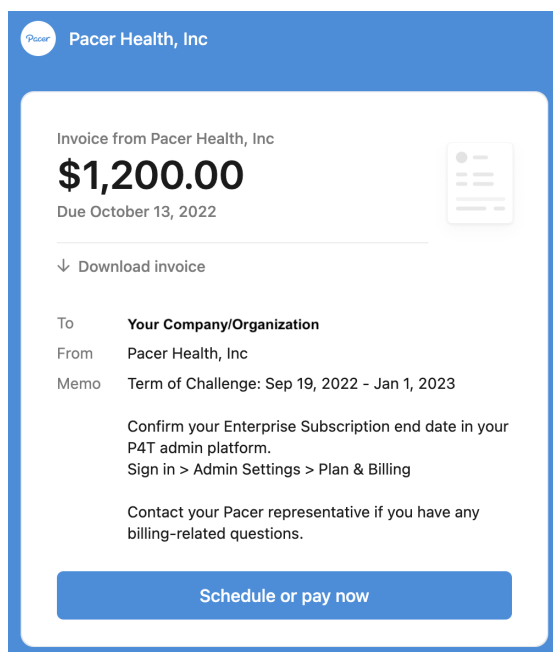 Pacer
Pacer Health, Inc
Invoice from Pacer Health, Inc
$1,200.00
Due October 13, 2022
Download invoice
To Your Company/Organization
From Pacer Health, Inc
Memo Term of Challenge: Sep 19, 2022 - Jan 1, 2023
Confirm your Enterprise Subscription end date in your
P4T admin platform.
Sign in > Admin Settings > Plan & Billing
Contact your Pacer representative if you have any
billing-related questions.
Schedule or pay now